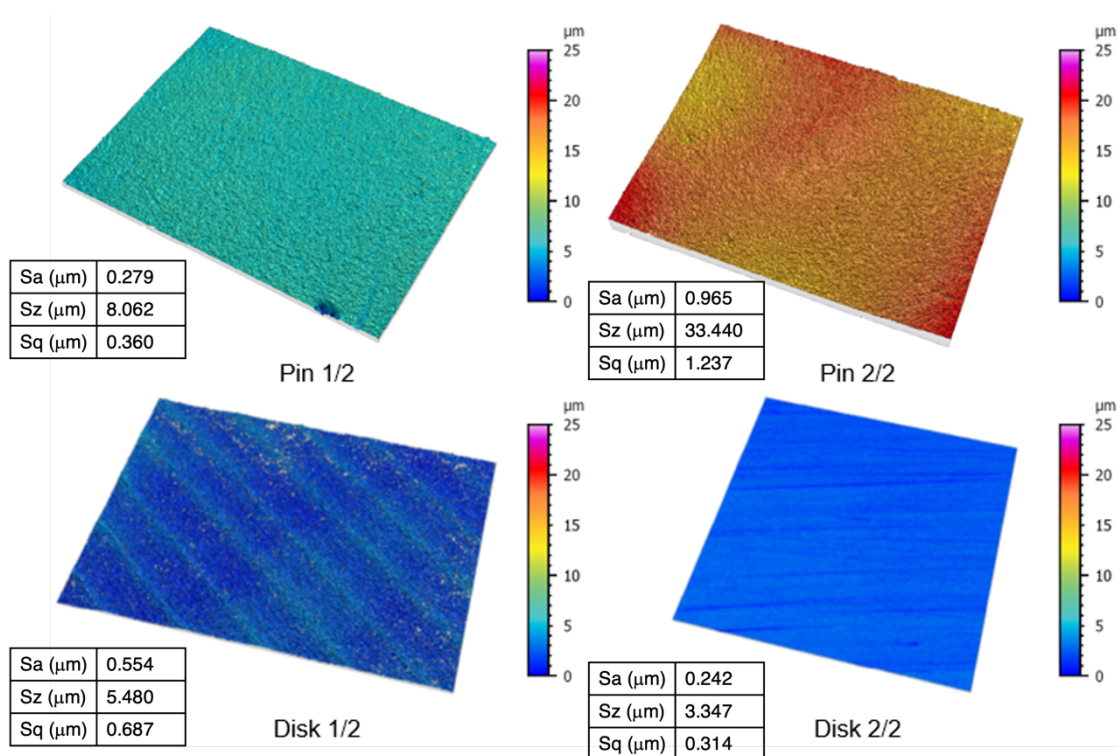 µm
25
20
15
10
5
0
Sa (µm) 0.279
Sz (µm) 8.062
Sq (µm) 0.360
Pin 1/2
µm
25
20
15
10
5
0
Sa (µm) 0.965
Sz (µm) 33.440
Sq (µm) 1.237
Pin 2/2
µm
25
20
15
10
5
0
Sa (µm) 0.554
Sz (µm) 5.480
Sq (µm) 0.687
Disk 1/2
µm
25
20
15
10
5
0
Sa (µm) 0.242
Sz (µm) 3.347
Sq (µm) 0.314
Disk 2/2